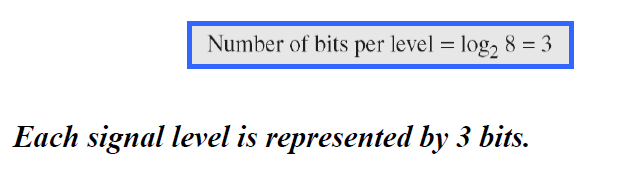 Number of bits per level = log₂ 8 = 3
Each signal level is represented by 3 bits.